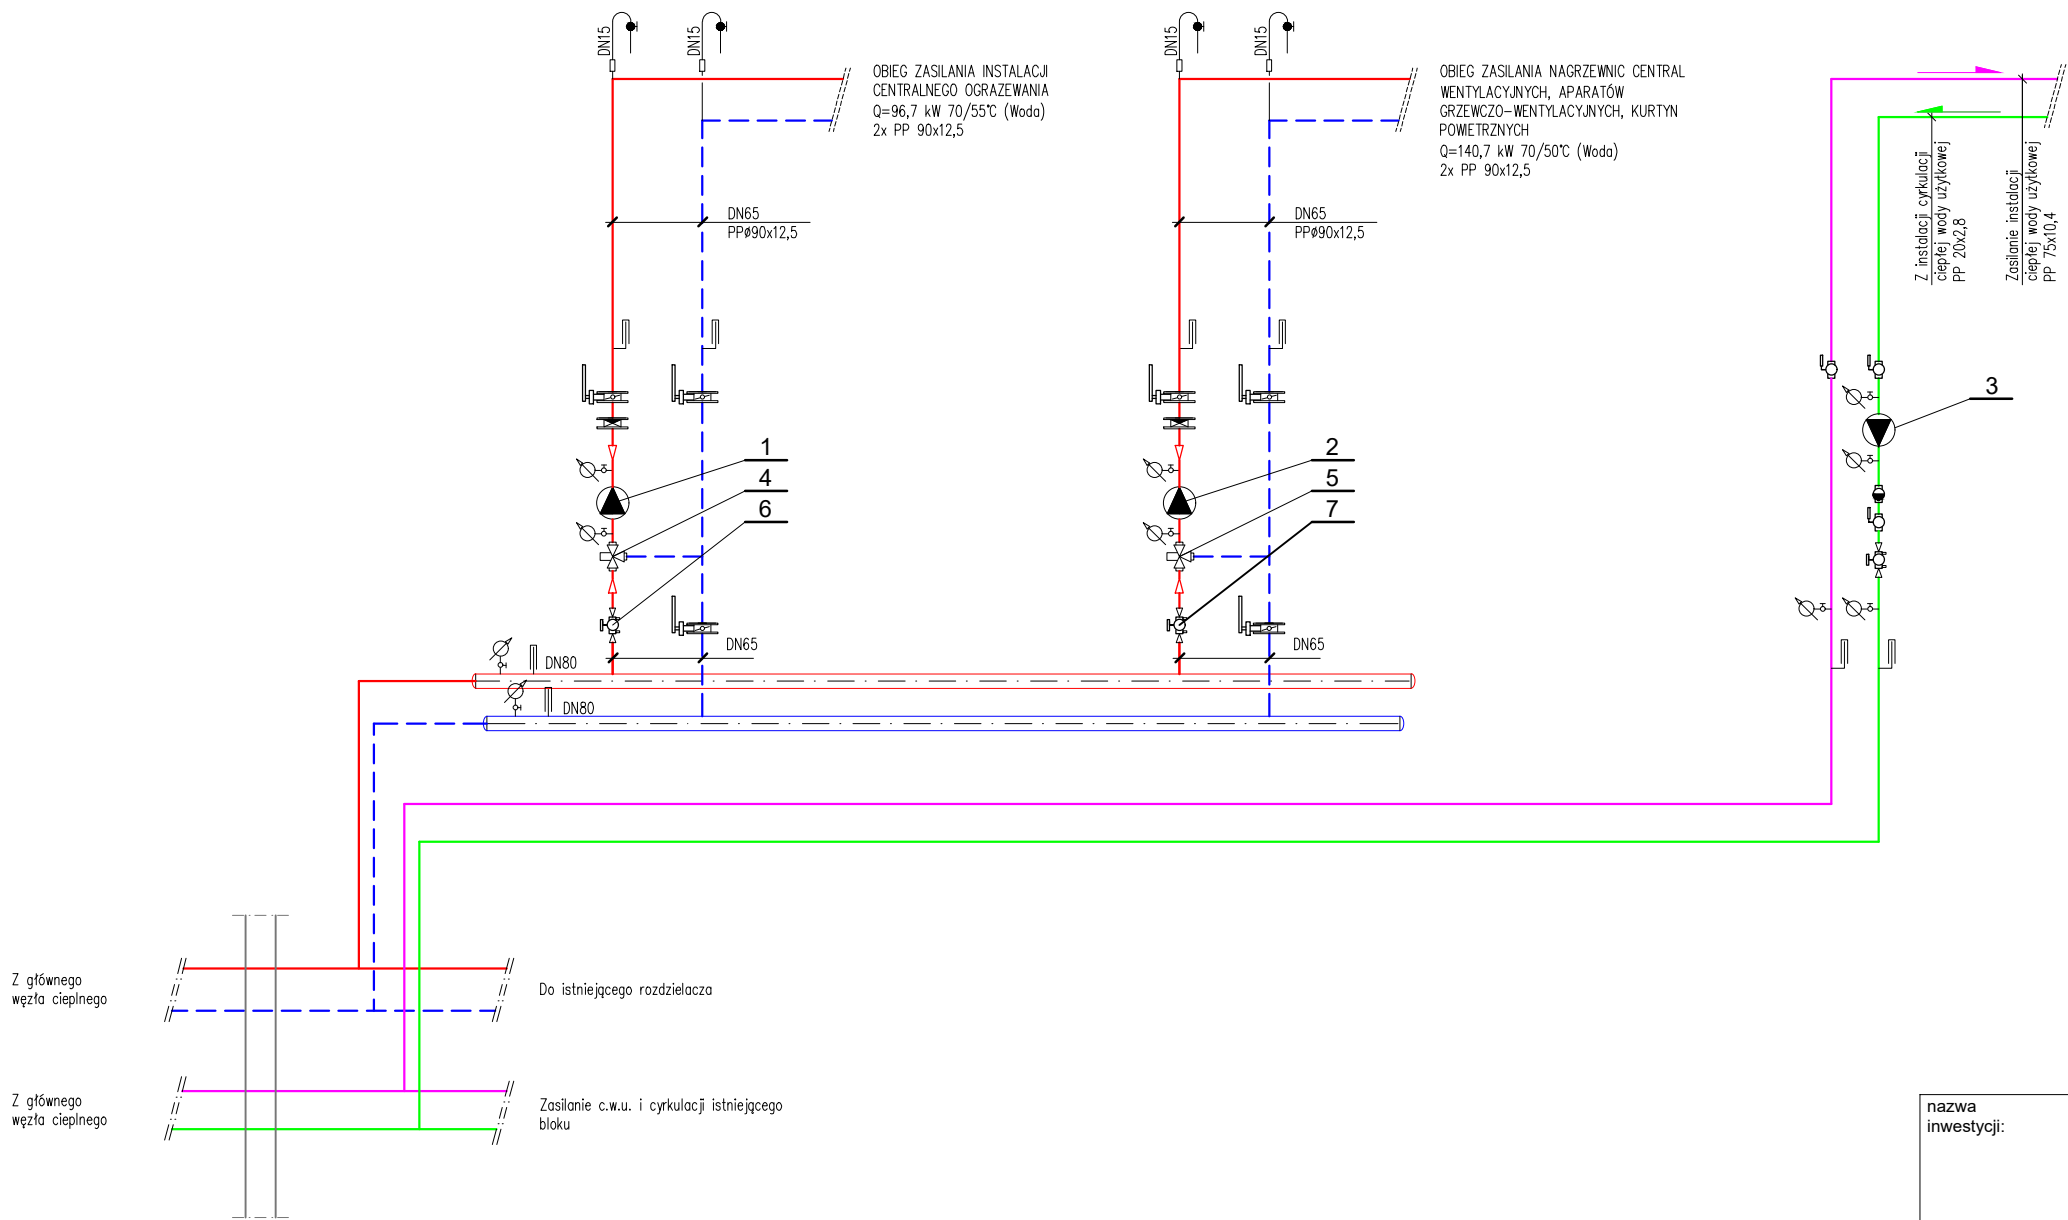 DN15
DN15
DN15
DN15
OBIEG ZASILANIA INSTALACJI
CENTRALNEGO OGRAZEWANIA
Q=96,7 kW 70/55°C (Woda)
2x PP 90x12,5
OBIEG ZASILANIA NAGRZEWNIC CENTRAL
WENTYLACYJNYCH, APARATÓW
GRZEWCZO-WENTYLACYJNYCH, KURTYN
POWIETRZNYCH
Q=140,7 kW 70/50°C (Woda)
2x PP 90x12,5
Z instalacji cyrkulacji
ciepłej wody użytkowej
PP 20x2,8
Zasilanie instalacji
ciepłej wody użytkowej
PP 75x10,4
DN65
PPø90x12,5
DN65
PPø90x12,5
3
1
4
6
2
5
7
DN65
DN65
DN80
DN80
Z głównego
węzła cieplnego
Do istniejącego rozdzielacza
Z głównego
węzła cieplnego
Zasilanie c.w.u. i cyrkulacji istniejącego
bloku
nazwa
inwestycji: